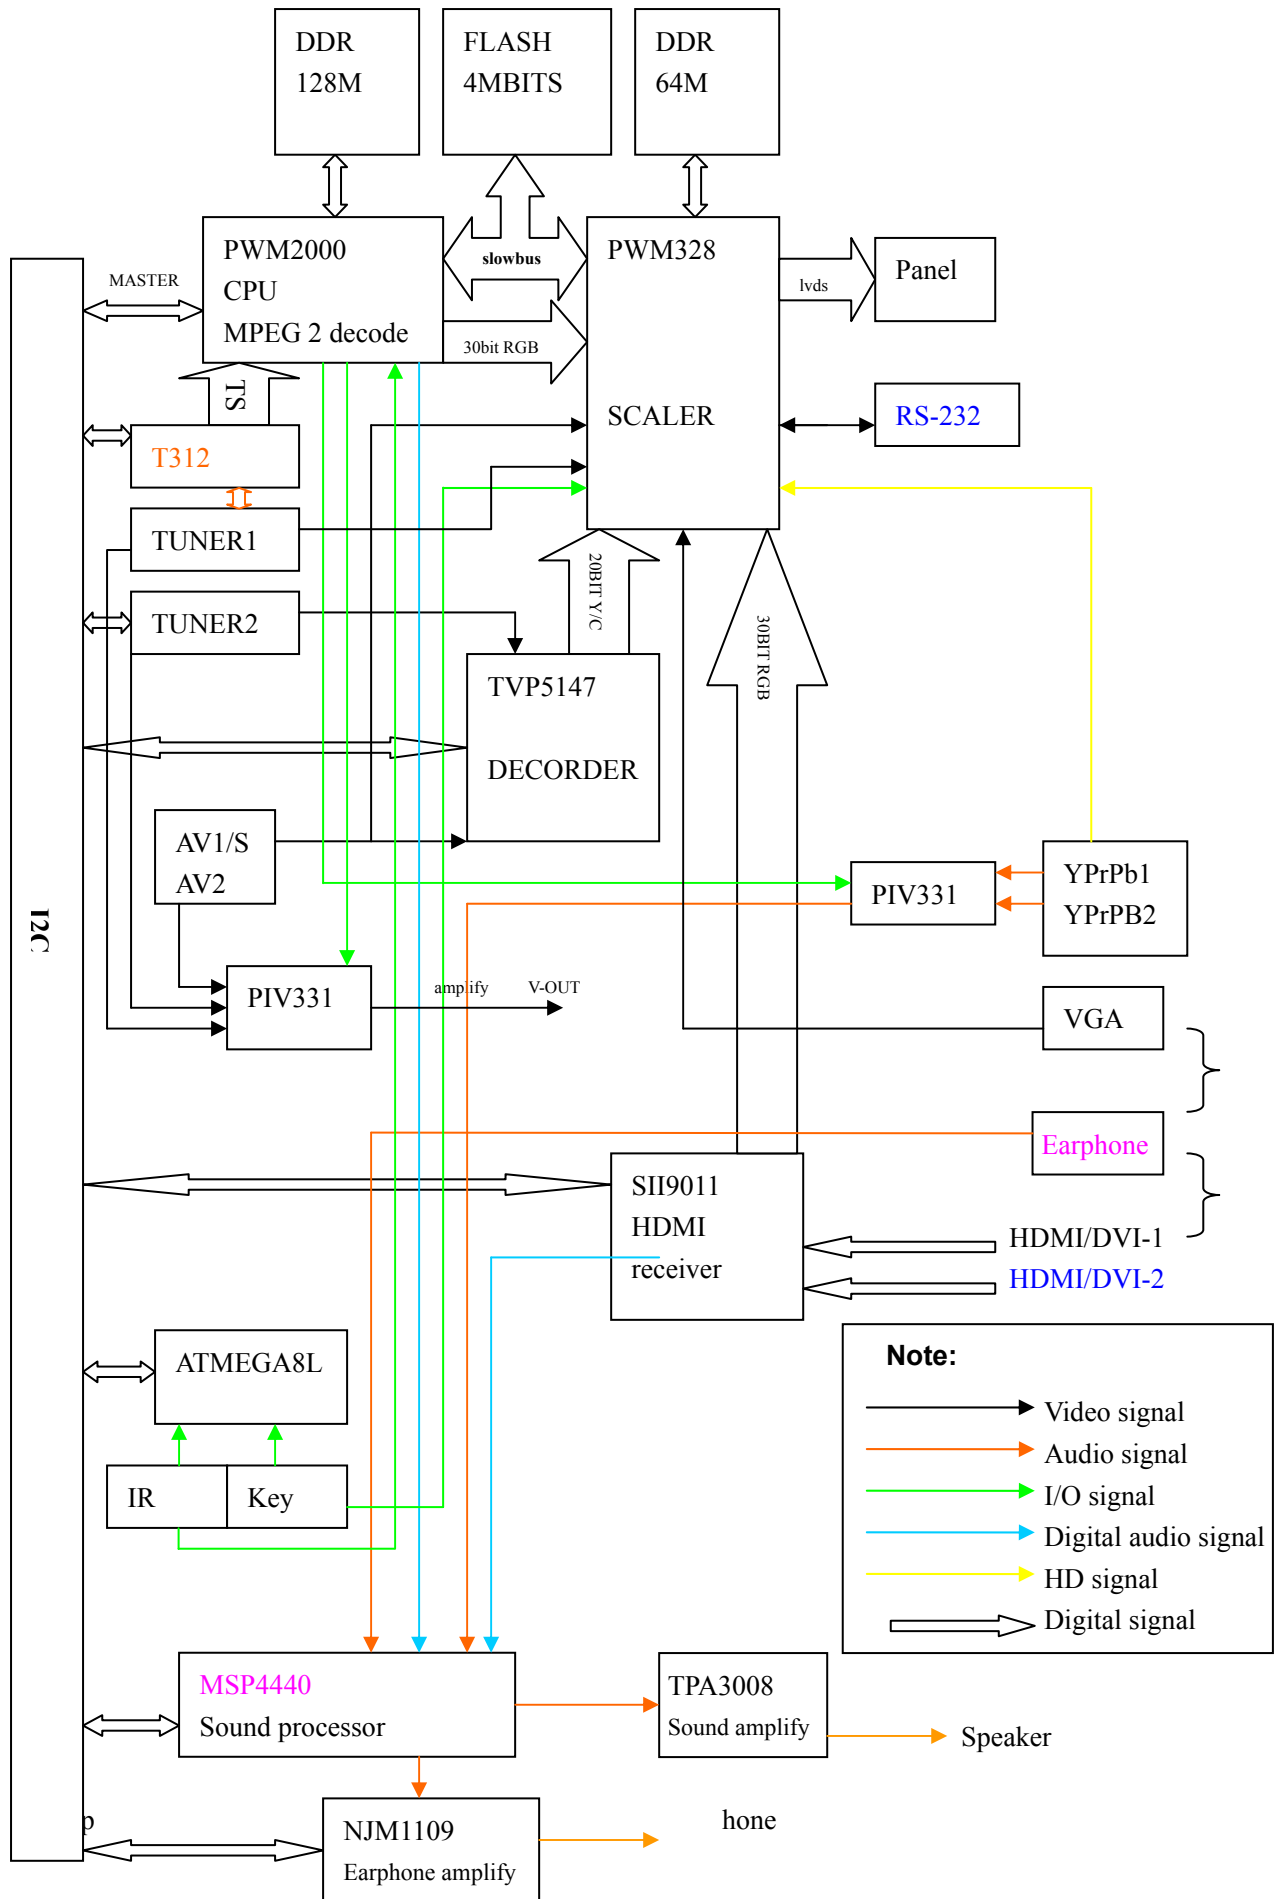 DDR
128M
FLASH
4MBITS
DDR
64M
PWM2000
CPU
MPEG 2 decode
slowbus
PWM328
SCALER
lvds
Panel
MASTER
30bit RGB
TS
T312
RS-232
TUNER1
TUNER2
20BIT Y/C
30BIT RGB
TVP5147
DECORDER
AV1/S
AV2
PIV331
YPrPb1
YPrPB2
I2C
PIV331
amplify
V-OUT
VGA
Earphone
SII9011
HDMI
receiver
HDMI/DVI-1
HDMI/DVI-2
ATMEGA8L
IR
Key
Note:
Video signal
Audio signal
I/O signal
Digital audio signal
HD signal
Digital signal
MSP4440
Sound processor
TPA3008
Sound amplify
Speaker
p
hone
NJM1109
Earphone amplify